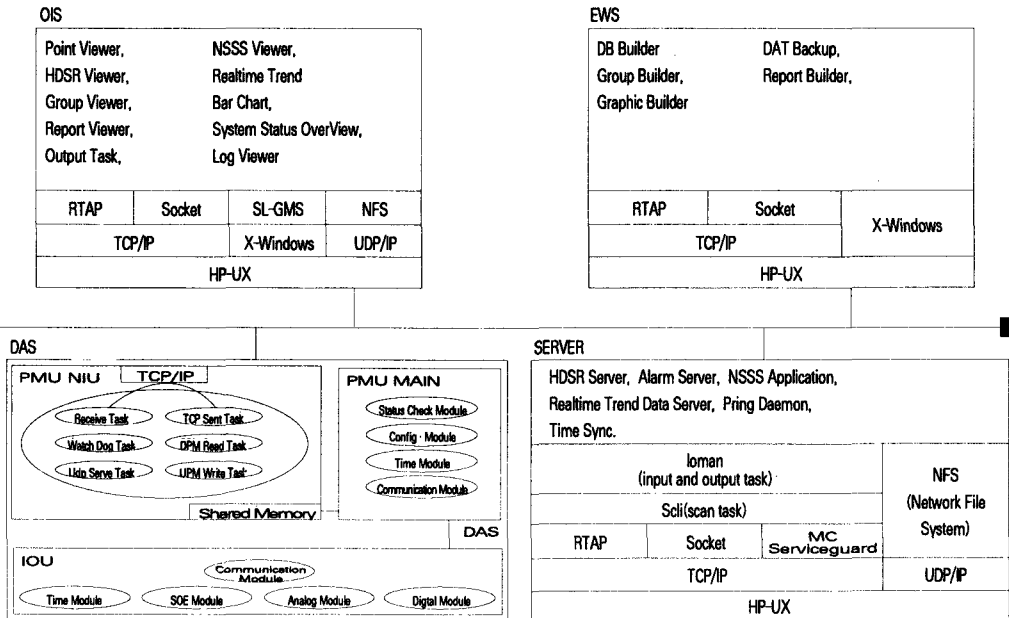 OIS
Point Viewer, NSSS Viewer,
HDSR Viewer, Realtime Trend
Group Viewer, Bar Chart,
Report Viewer, System Status OverView,
Output Task, Log Viewer
RTAP Socket SL-GMS NFS
TCP/IP X-Windows UDP/IP
HP-UX
EWS
DB Builder DAT Backup,
Group Builder, Report Builder,
Graphic Builder
RTAP Socket
X-Windows
TCP/IP
HP-UX
DAS
PMU NIU TCP/IP
Receive Task TCP Sent Task
Watch Dog Task DPM Read Task
Serve Task UPM Write Task
Shared Memory
PMU MAIN
Status Check Module
Config · Module
Time Module
Communication Module
DAS
IOU
Communication
Module
Time Module SOE Module Analog Module Digtal Module
SERVER
HDSR Server, Alarm Server, NSSS Application,
Realtime Trend Data Server, Pring Daemon,
Time Sync.
Ioman
(input and output task)
Scli(scan task)
NFS
(Network File
System)
RTAP Socket MC
Serviceguard
TCP/IP UDP/IP
HP-UX